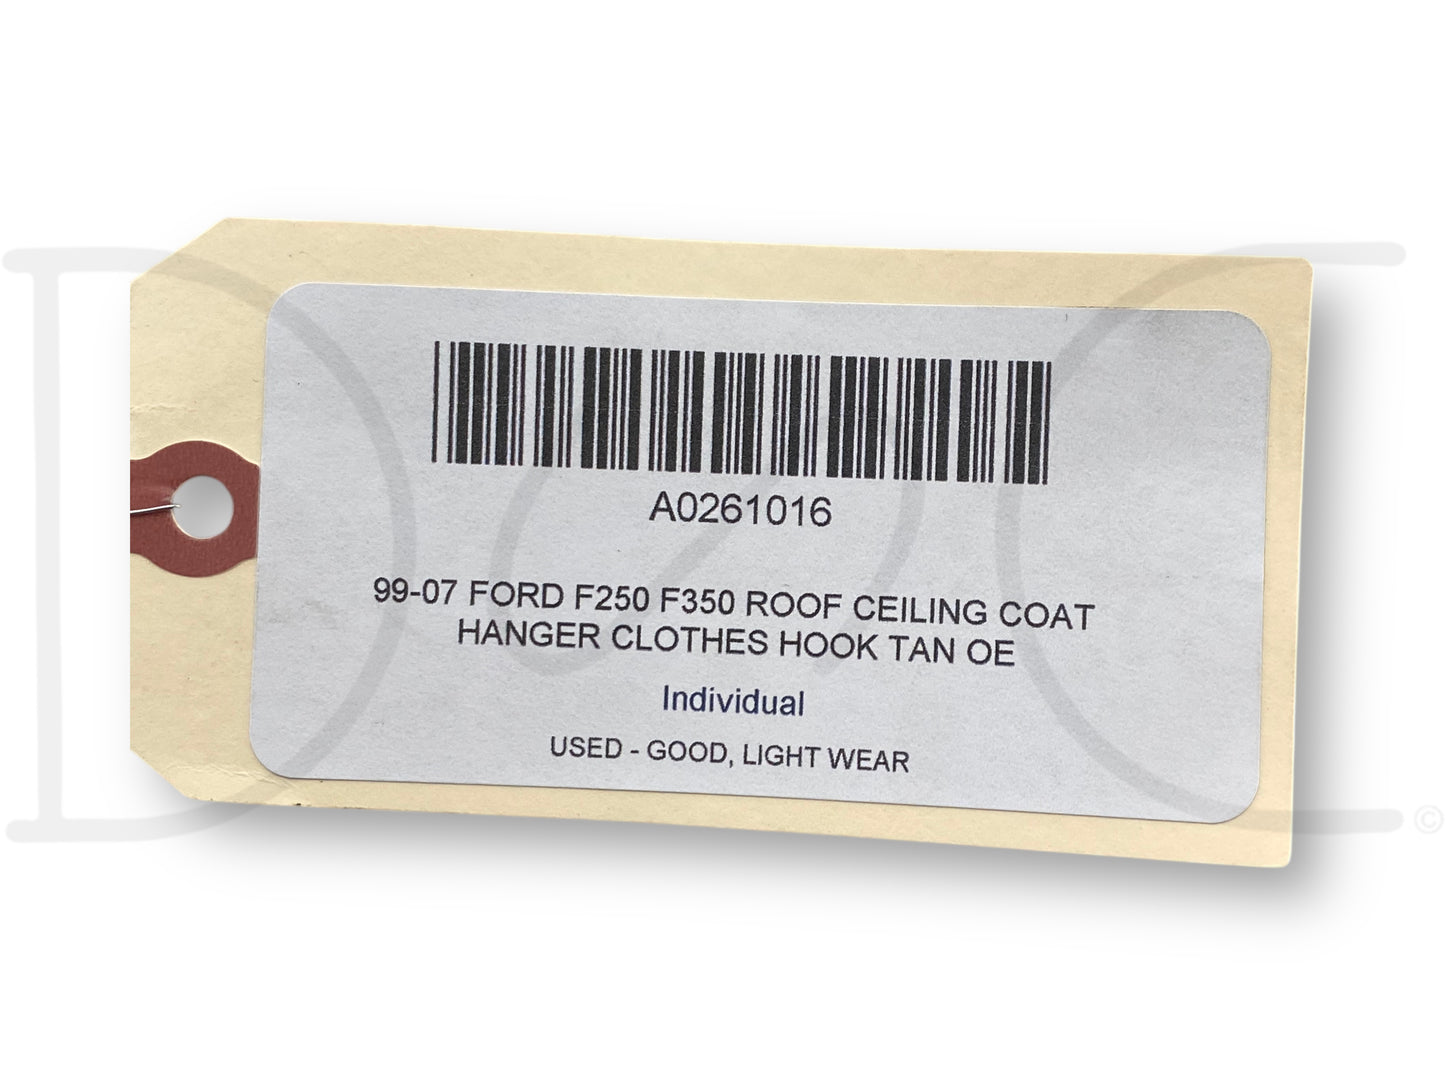 A0261016
99-07 FORD F250 F350 ROOF CEILING COAT
HANGER CLOTHES HOOK TAN OE
Individual
USED - GOOD, LIGHT WEAR
©